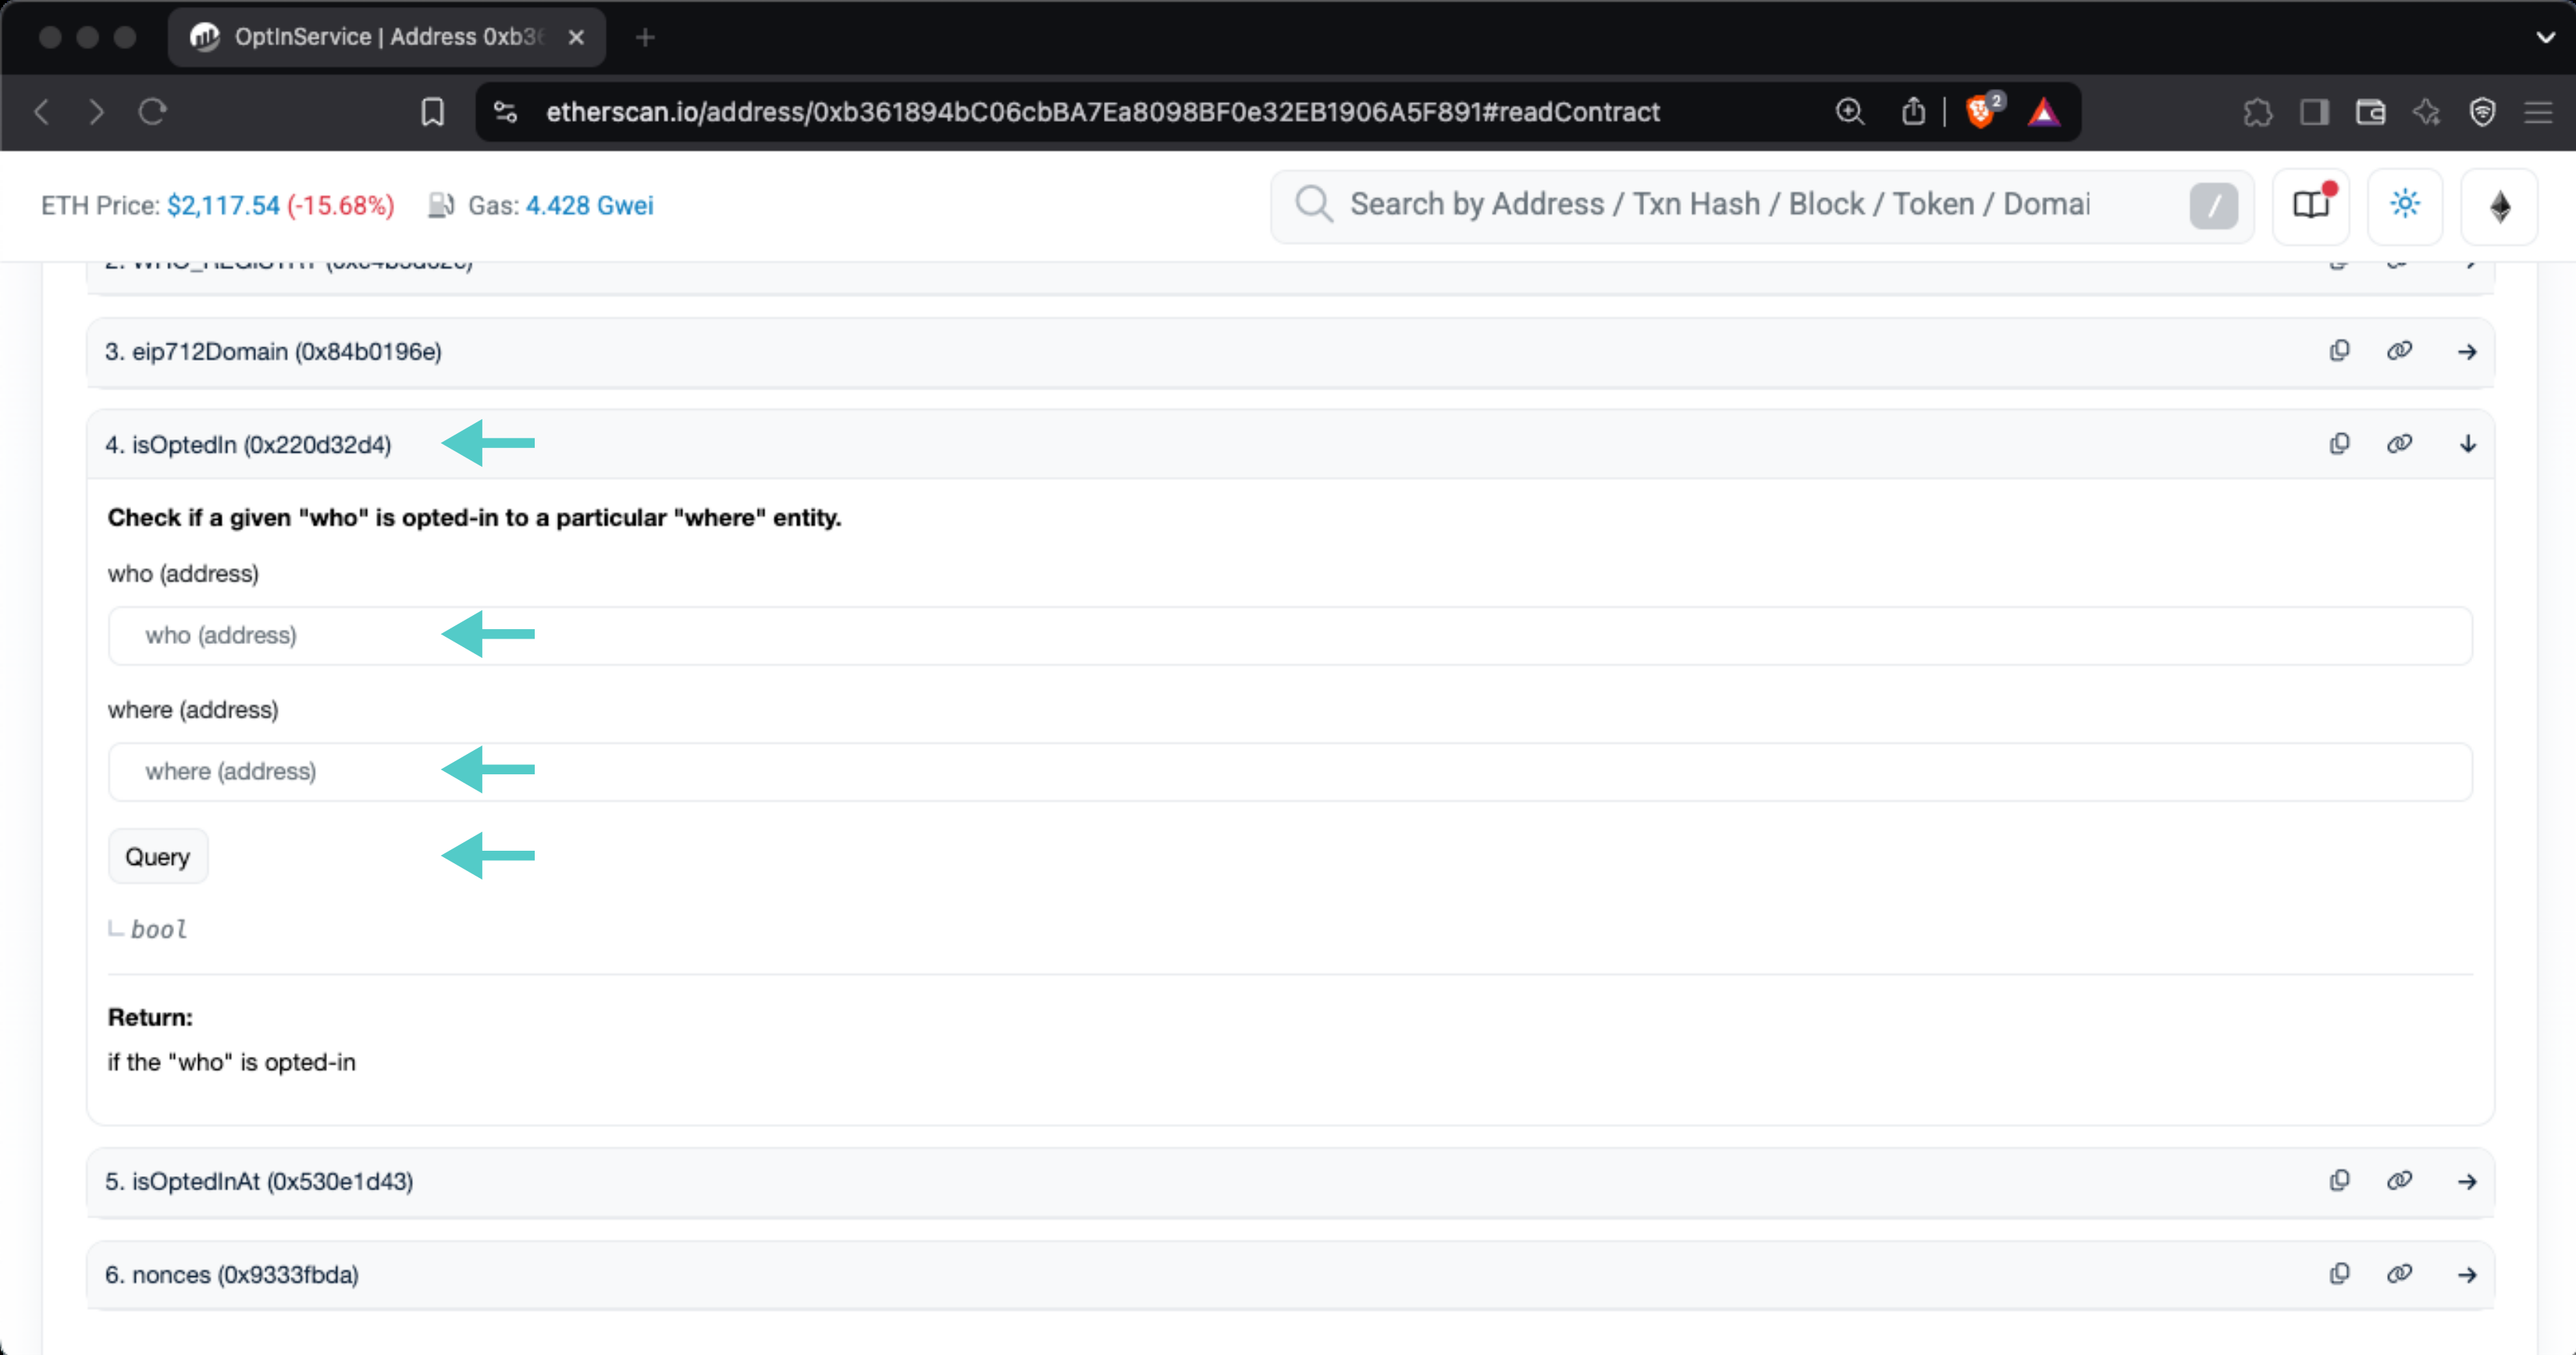 OptInService | Address 0xb36
etherscan.io/address/0xb361894bC06cbBA7Ea8098BF0e32EB1906A5F891#readContract
2
ETH Price: $2,117.54 (-15.68%) Gas: 4.428 Gwei
Search by Address / Txn Hash / Block / Token / Domai
/
2. WHO_REGISTRY
3. eip712Domain (0x84b0196e)
4. isOptedIn (0x220d32d4)
Check if a given "who" is opted-in to a particular "where" entity.
who (address)
who (address)
where (address)
where (address)
Query
bool
Return:
if the "who" is opted-in
5. isOptedInAt (0x530e1d43)
6. nonces (0x9333fbda)